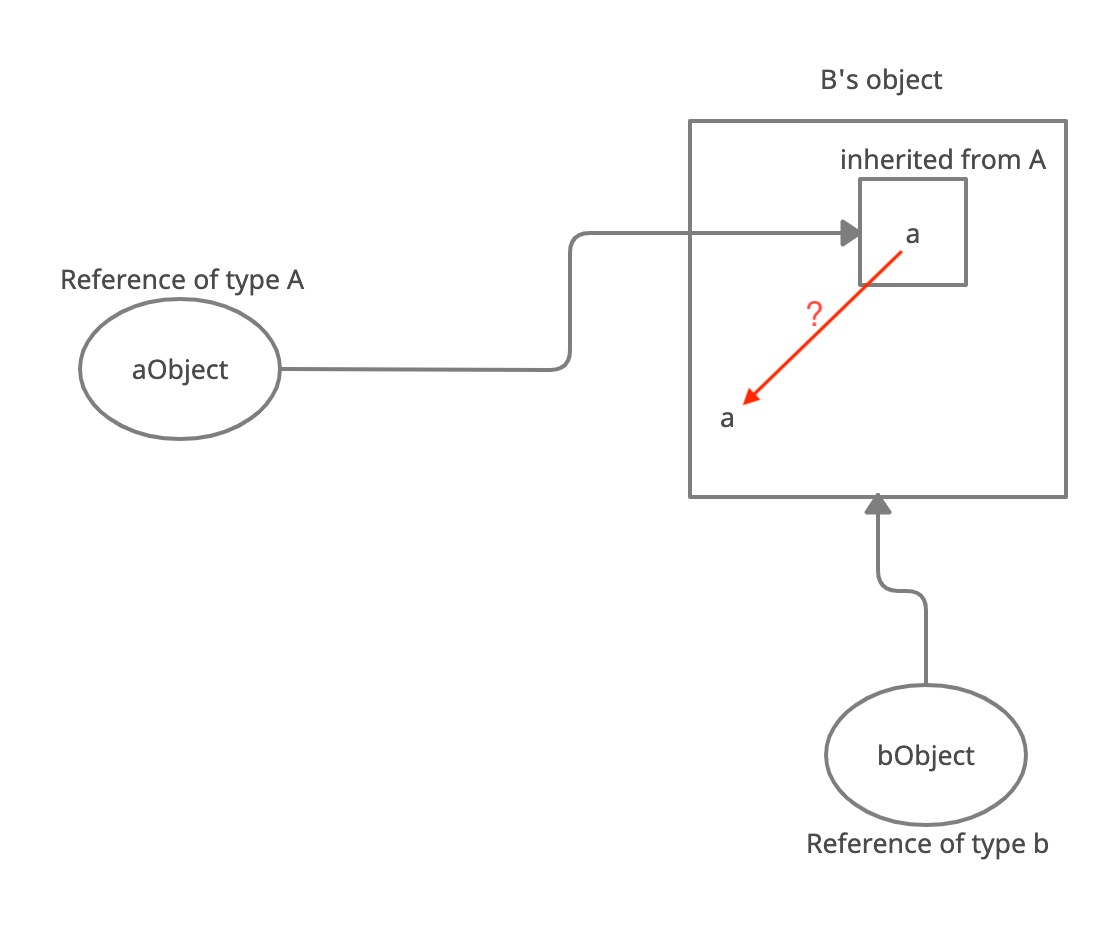 B's object
inherited from A
a
Reference of type A
?
aObject
a
bObject
Reference of type b